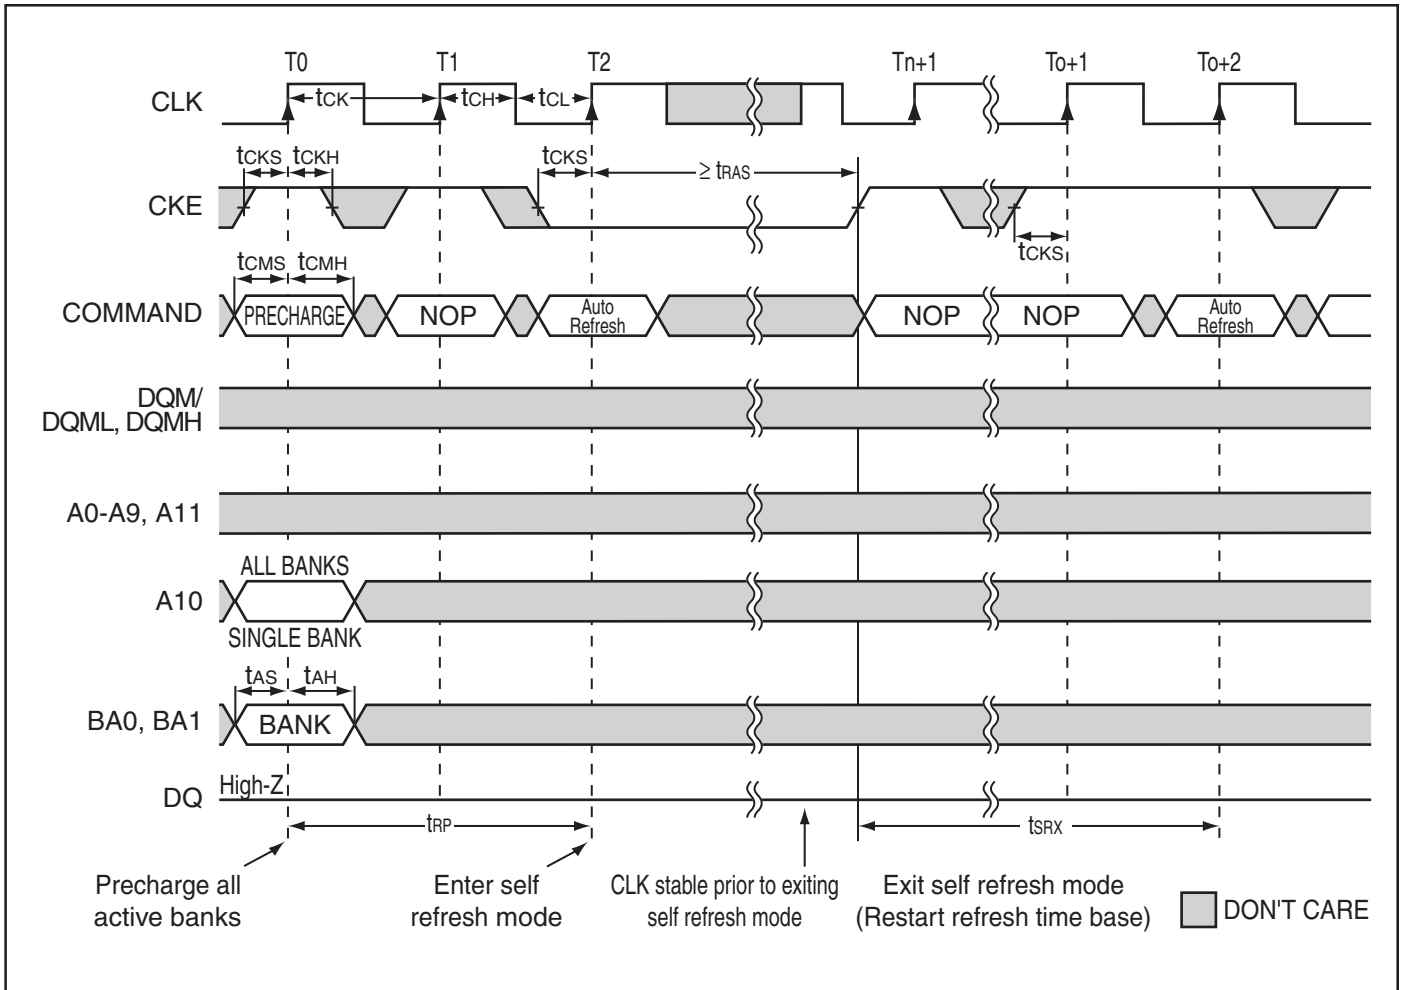 T0 T1 T2 Tn+1 To+1 To+2
CLK
tCK tCH tCL
tCKS tCKH tCKS ≥ tRAS
CKE
tCKS
tCMS tCMH
COMMAND PRECHARGE NOP Auto Refresh NOP NOP Auto Refresh
DQM/
DQML, DQMH
A0-A9, A11
ALL BANKS
A10
SINGLE BANK
tAS tAH
BA0, BA1 BANK
High-Z
DQ
tRP tSRX
Precharge all
active banks
Enter self
refresh mode
CLK stable prior to exiting
self refresh mode
Exit self refresh mode
(Restart refresh time base)
DON'T CARE